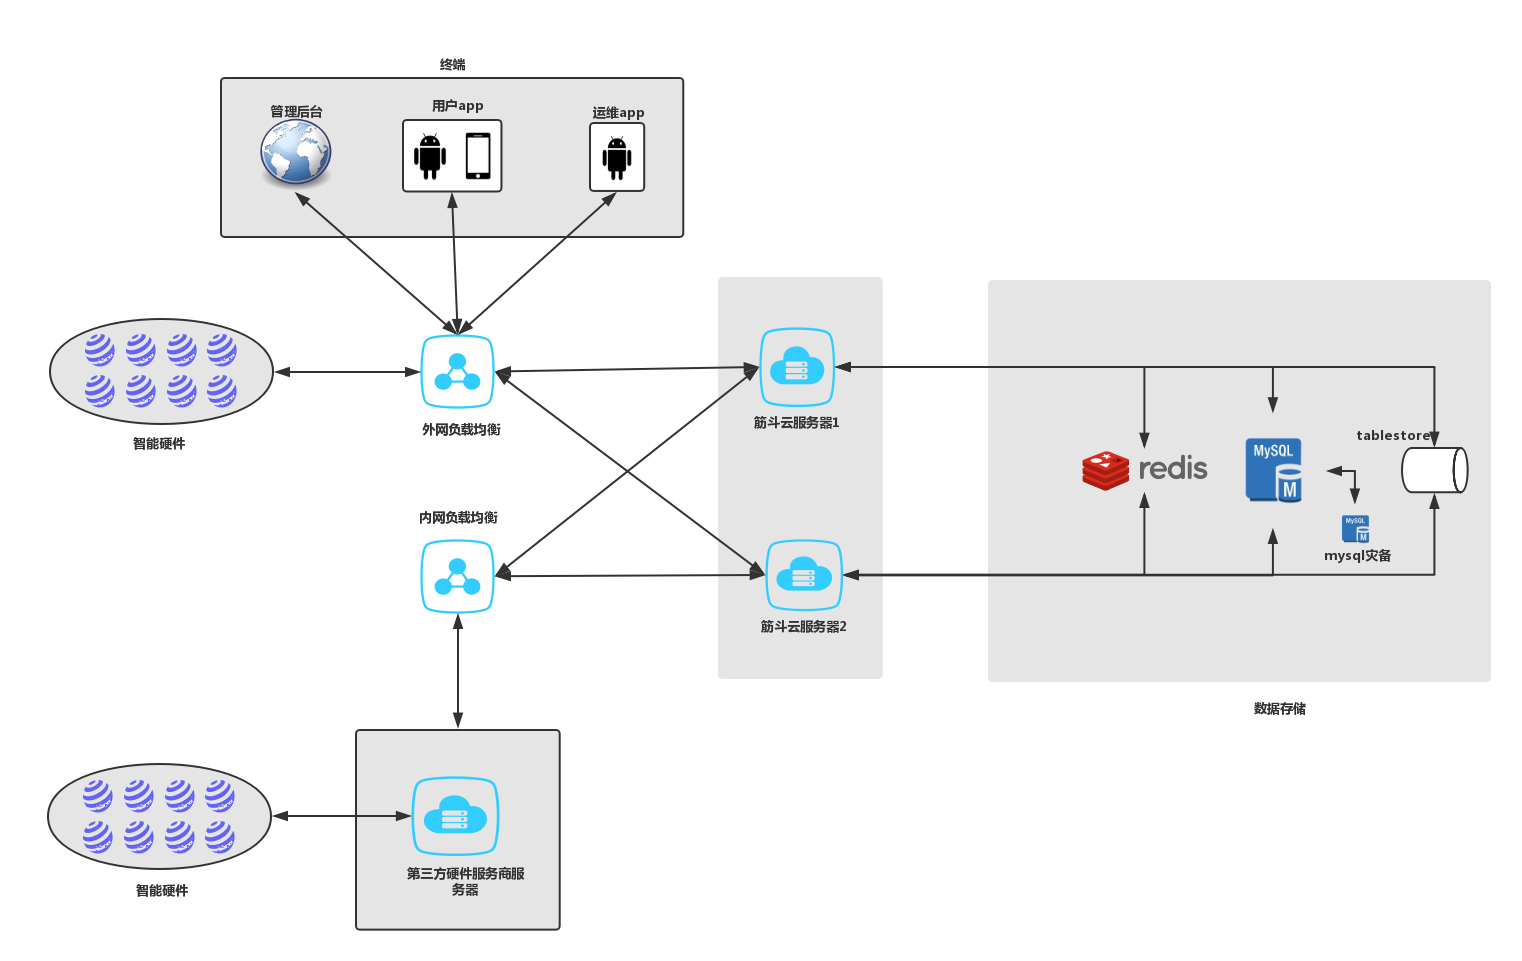 终端
管理后台
用户app
运维app
智能硬件
外网负载均衡
内网负载均衡
筋斗云服务器1
筋斗云服务器2
redis
MySQL
M
tablestore
MySQL
M
mysql灾备
数据存储
智能硬件
第三方硬件服务商服
务器